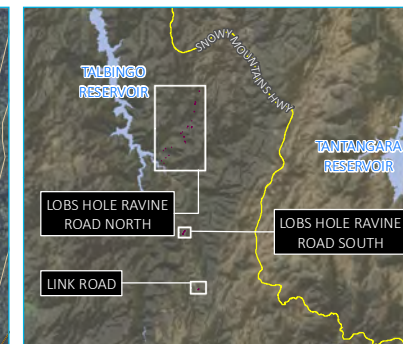 SNOWY MOUNTAINS HWY
TALBINGO
RESERVOIR
TANTANGARA
RESERVOIR
LOBS HOLE RAVINE
ROAD NORTH
LOBS HOLE RAVINE
ROAD SOUTH
LINK ROAD